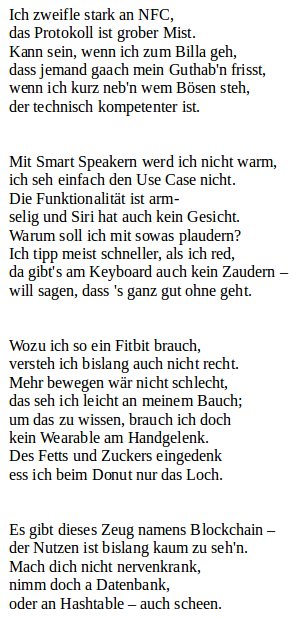 Ich zweifle stark an NFC,
das Protokoll ist grober Mist.
Kann sein, wenn ich zum Billa geh,
dass jemand gaach mein Guthab'n frisst,
wenn ich kurz neb'n wem Bösen steh,
der technisch kompetenter ist.

Mit Smart Speakern werd ich nicht warm,
ich seh einfach den Use Case nicht.
Die Funktionalität ist arm-
selig und Siri hat auch kein Gesicht.
Warum soll ich mit sowas plaudern?
Ich tipp meist schneller, als ich red,
da gibt's am Keyboard auch kein Zaudern –
will sagen, dass 's ganz gut ohne geht.

Wozu ich so ein Fitbit brauch,
versteh ich bislang auch nicht recht.
Mehr bewegen wär nicht schlecht,
das seh ich leicht an meinem Bauch;
um das zu wissen, brauch ich doch
kein Wearable am Handgelenk.
Des Fetts und Zuckers eingedenk
ess ich beim Donut nur das Loch.

Es gibt dieses Zeug namens Blockchain –
der Nutzen ist bislang kaum zu seh'n.
Mach dich nicht nervenkrank,
nimm doch a Datenbank,
oder an Hashtable – auch scheen.